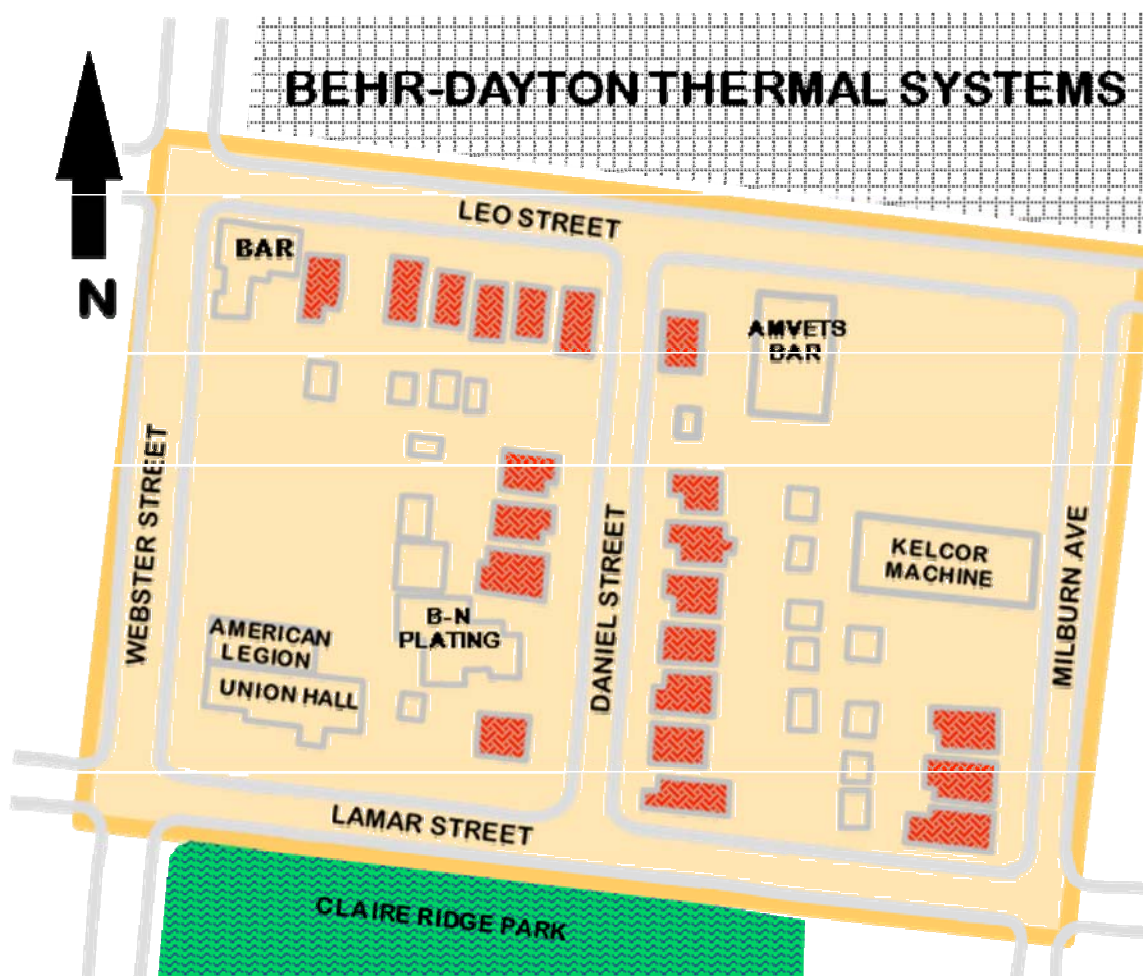 BEHR-DAYTON THERMAL SYSTEMS
N
LEO STREET
BAR
AMVETS
BAR
WEBSTER STREET
DANIEL STREET
KELCOR
MACHINE
MILBURN AVE
B-N
PLATING
AMERICAN
LEGION
UNION HALL
LAMAR STREET
CLAIRE RIDGE PARK